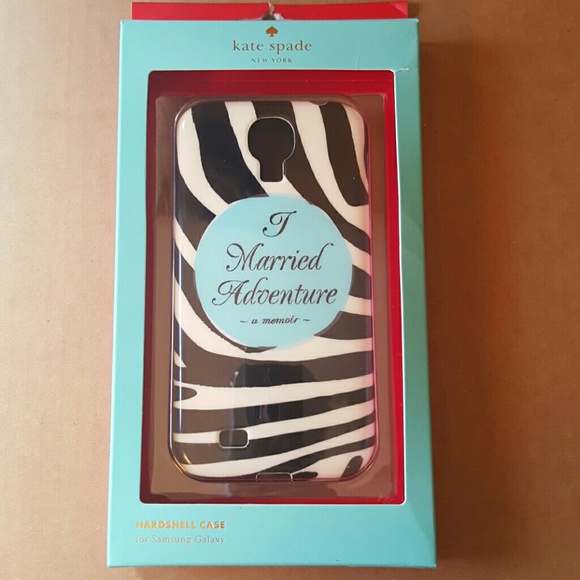 kate spade
NEW YORK
I
Married
Adventure
~ a memoir ~
HARDSHELL CASE
for Samsung Galaxy